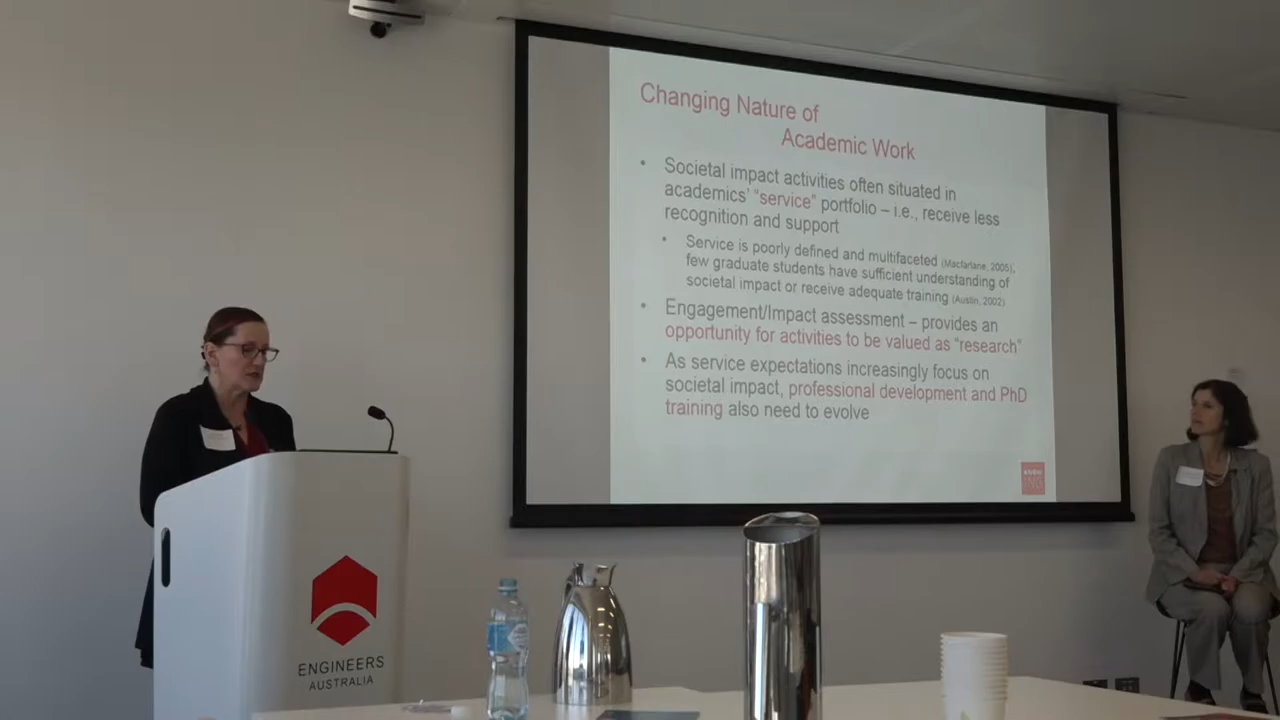 Changing Nature of
Academic Work
• Societal impact activities often situated in
academics' "service" portfolio – i.e., receive less
recognition and support
• Service is poorly defined and multifaceted (Macfarlane, 2005),
few graduate students have sufficient understanding of
societal impact or receive adequate training (Austin, 2002)
• Engagement/Impact assessment – provides an
opportunity for activities to be valued as "research"
• As service expectations increasingly focus on
societal impact, professional development and PhD
training also need to evolve
ENGINEERS
AUSTRALIA